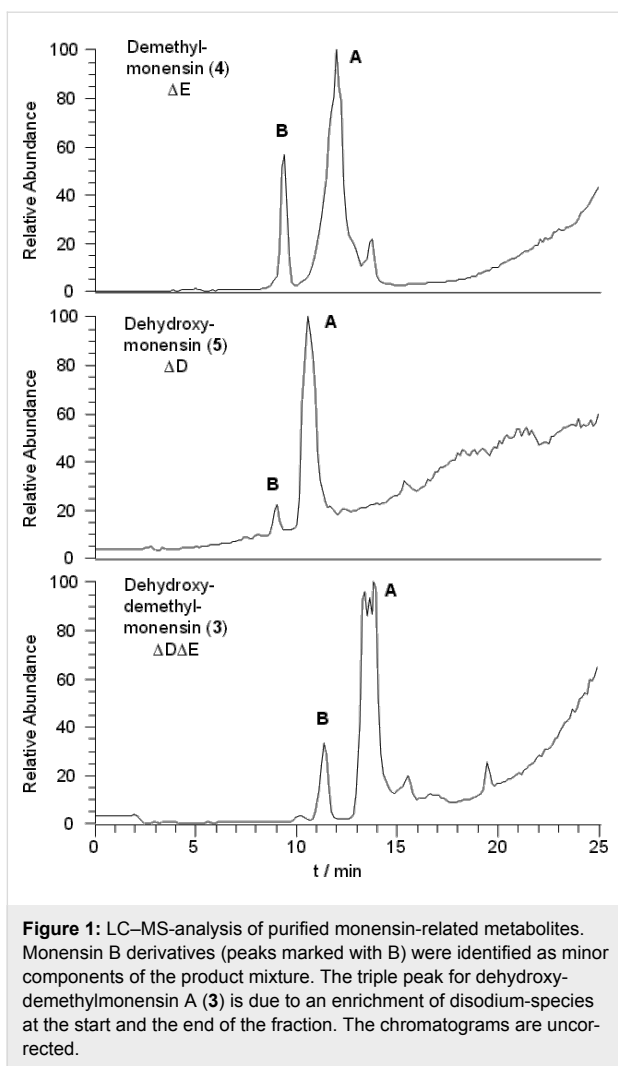 Demethyl-
monensin (4)
ΔE
A
B
100
80
60
40
20
0
Relative Abundance
Dehydroxy-
monensin (5)
ΔD
A
B
100
80
60
40
20
0
Relative Abundance
Dehydroxy-
demethyl-
monensin (3)
ΔDΔE
A
B
100
80
60
40
20
0
Relative Abundance
0 5 10 15 20 25
t / min
Figure 1: LC–MS-analysis of purified monensin-related metabolites.
Monensin B derivatives (peaks marked with B) were identified as minor
components of the product mixture. The triple peak for dehydroxy-
demethylmonensin A (3) is due to an enrichment of disodium-species
at the start and the end of the fraction. The chromatograms are uncor-
rected.